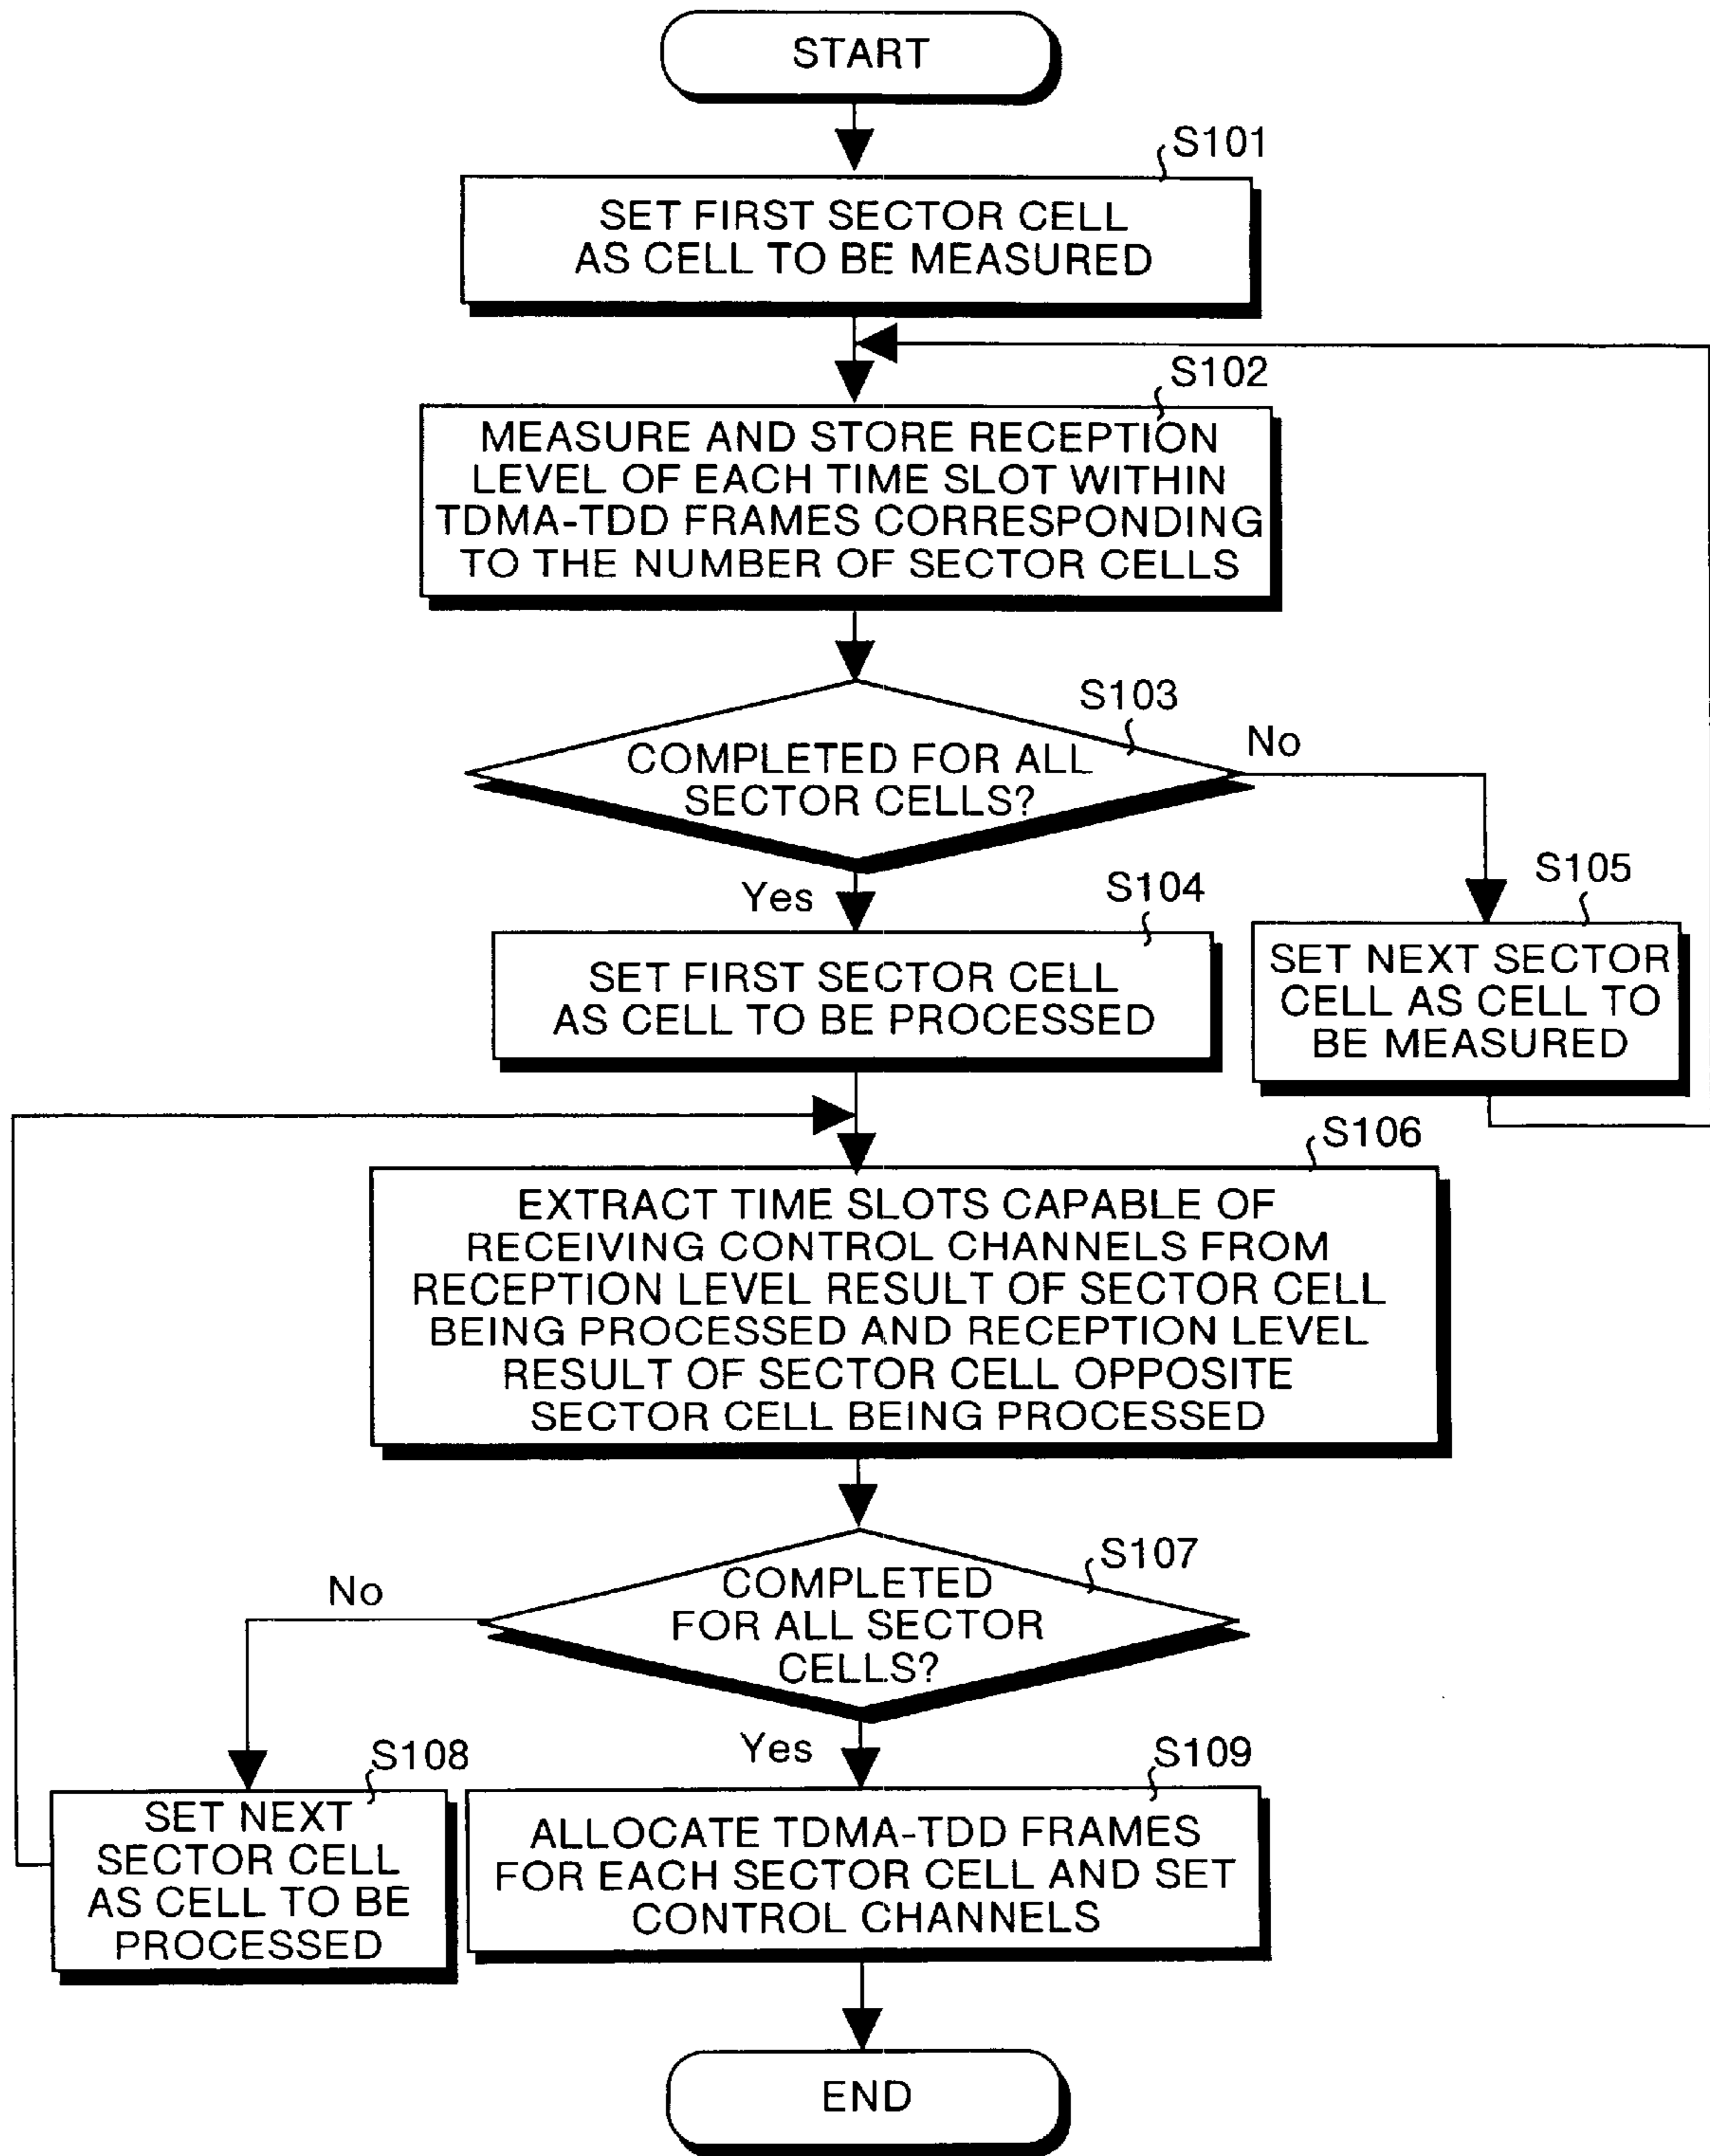 START
S101
SET FIRST SECTOR CELL
AS CELL TO BE MEASURED
S102
MEASURE AND STORE RECEPTION
LEVEL OF EACH TIME SLOT WITHIN
TDMA-TDD FRAMES CORRESPONDING
TO THE NUMBER OF SECTOR CELLS
S103
COMPLETED FOR ALL
SECTOR CELLS?
No
Yes
S104
SET FIRST SECTOR CELL
AS CELL TO BE PROCESSED
S105
SET NEXT SECTOR
CELL AS CELL TO
BE MEASURED
S106
EXTRACT TIME SLOTS CAPABLE OF
RECEIVING CONTROL CHANNELS FROM
RECEPTION LEVEL RESULT OF SECTOR CELL
BEING PROCESSED AND RECEPTION LEVEL
RESULT OF SECTOR CELL OPPOSITE
SECTOR CELL BEING PROCESSED
S107
COMPLETED
FOR ALL SECTOR
CELLS?
No
Yes
S108
SET NEXT
SECTOR CELL
AS CELL TO BE
PROCESSED
S109
ALLOCATE TDMA-TDD FRAMES
FOR EACH SECTOR CELL AND SET
CONTROL CHANNELS
END